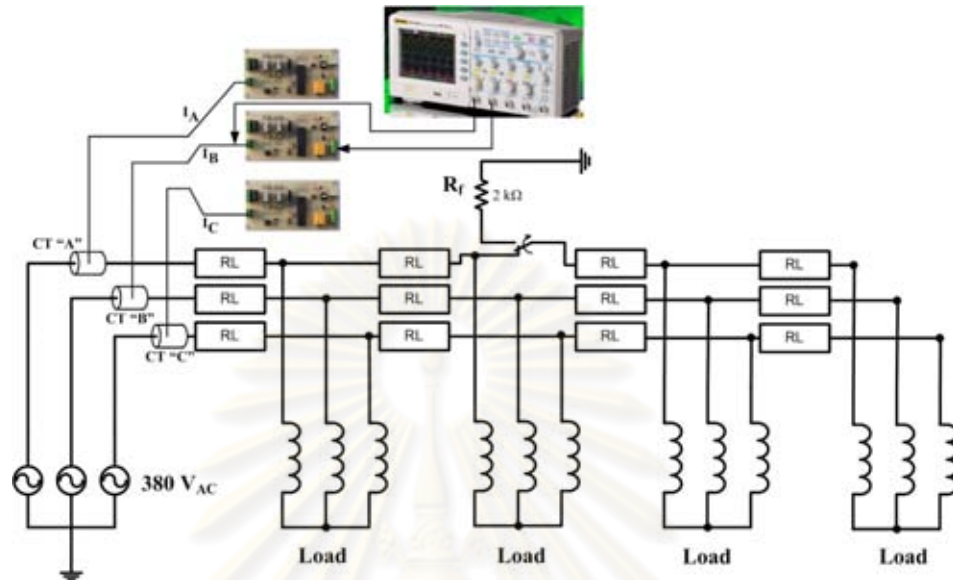 I_A
I_B
I_C
R_f
2 kΩ
CT “A”
CT “B”
CT “C”
RL RL RL RL
RL RL RL RL
RL RL RL RL
380 V_AC
Load Load Load Load